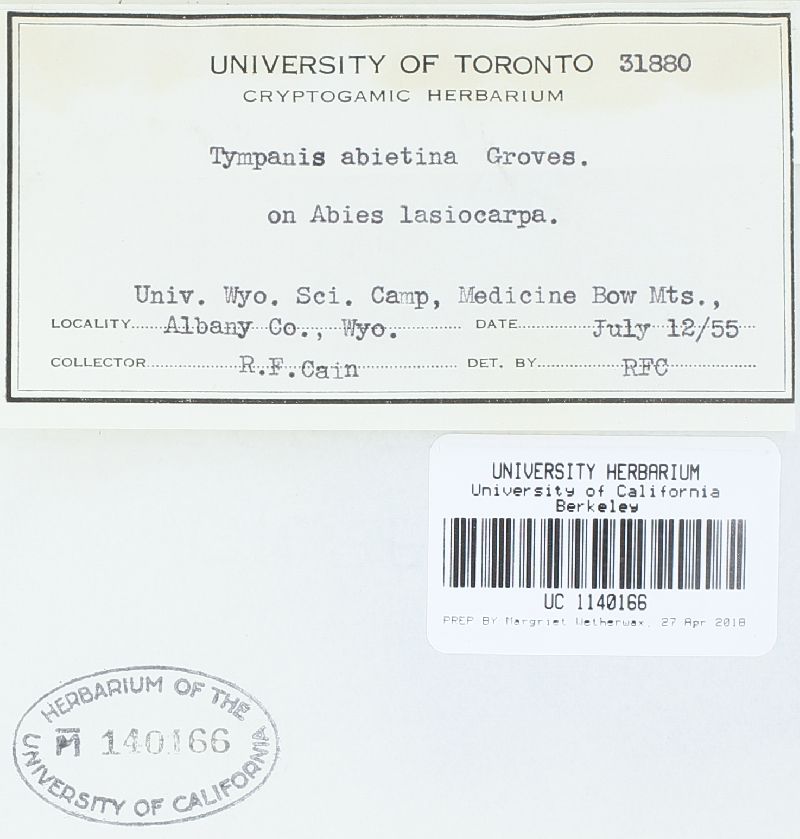 UNIVERSITY OF TORONTO 31880
CRYPTOGAMIC HERBARIUM
Tympanis abietina Groves.
on Abies lasiocarpa.
Univ. Wyo. Sci. Camp, Medicine Bow Mts.,
LOCALITY Albany Co., Wyo. DATE July 12/55
COLLECTOR R.F.Cain DET. BY RFC
UNIVERSITY HERBARIUM
University of California
Berkeley
UC 1140166
PREP BY Margriet Wetherwax, 27 Apr 2018
HERBARIUM OF THE
M 140166
UNIVERSITY OF CALIFORNIA